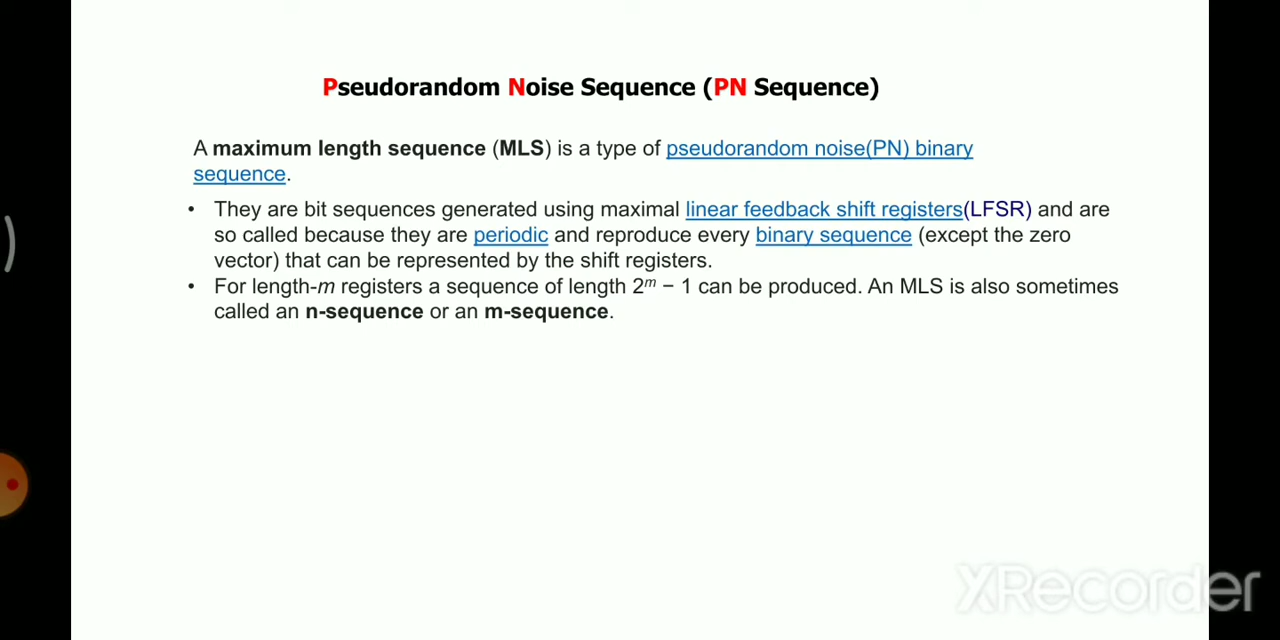 Pseudorandom Noise Sequence (PN Sequence)
A maximum length sequence (MLS) is a type of pseudorandom noise(PN) binary
sequence.
• They are bit sequences generated using maximal linear feedback shift registers(LFSR) and are
so called because they are periodic and reproduce every binary sequence (except the zero
vector) that can be represented by the shift registers.
• For length-m registers a sequence of length 2ᵐ − 1 can be produced. An MLS is also sometimes
called an n-sequence or an m-sequence.
XRecorder